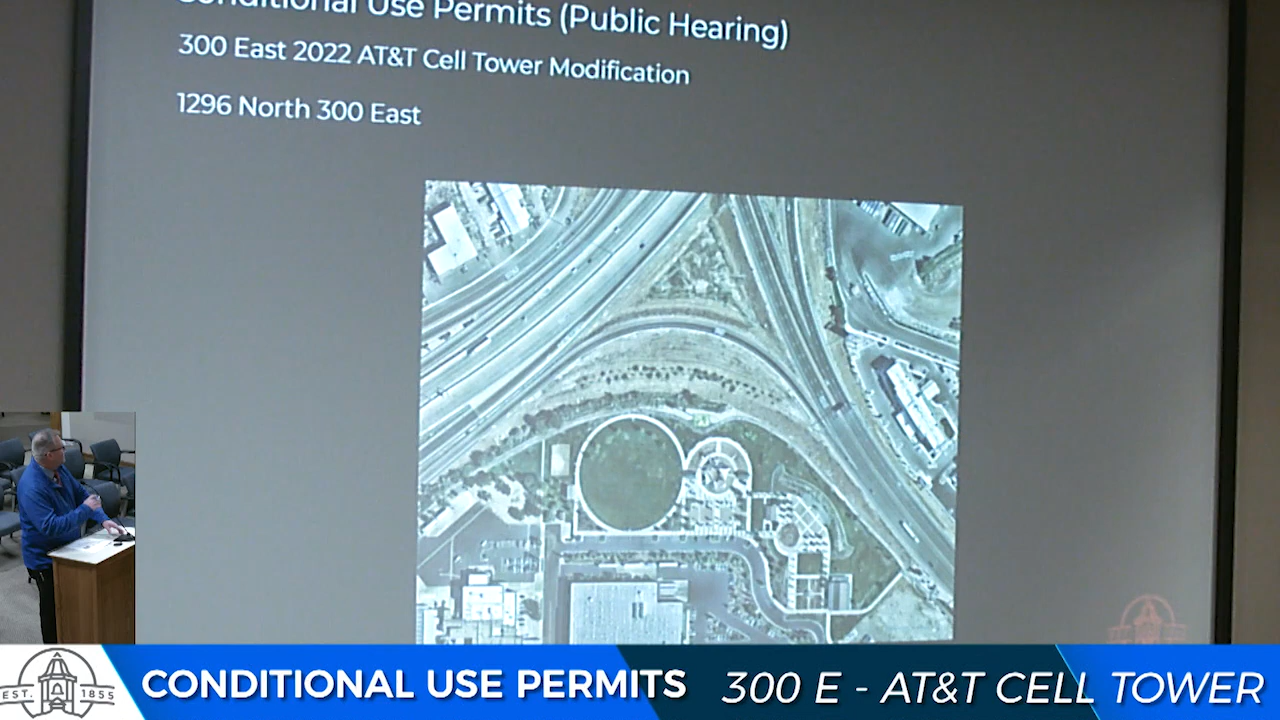 Conditional Use Permits (Public Hearing)
300 East 2022 AT&T Cell Tower Modification
1296 North 300 East
EST. 1855
CONDITIONAL USE PERMITS
300 E - AT&T CELL TOWER